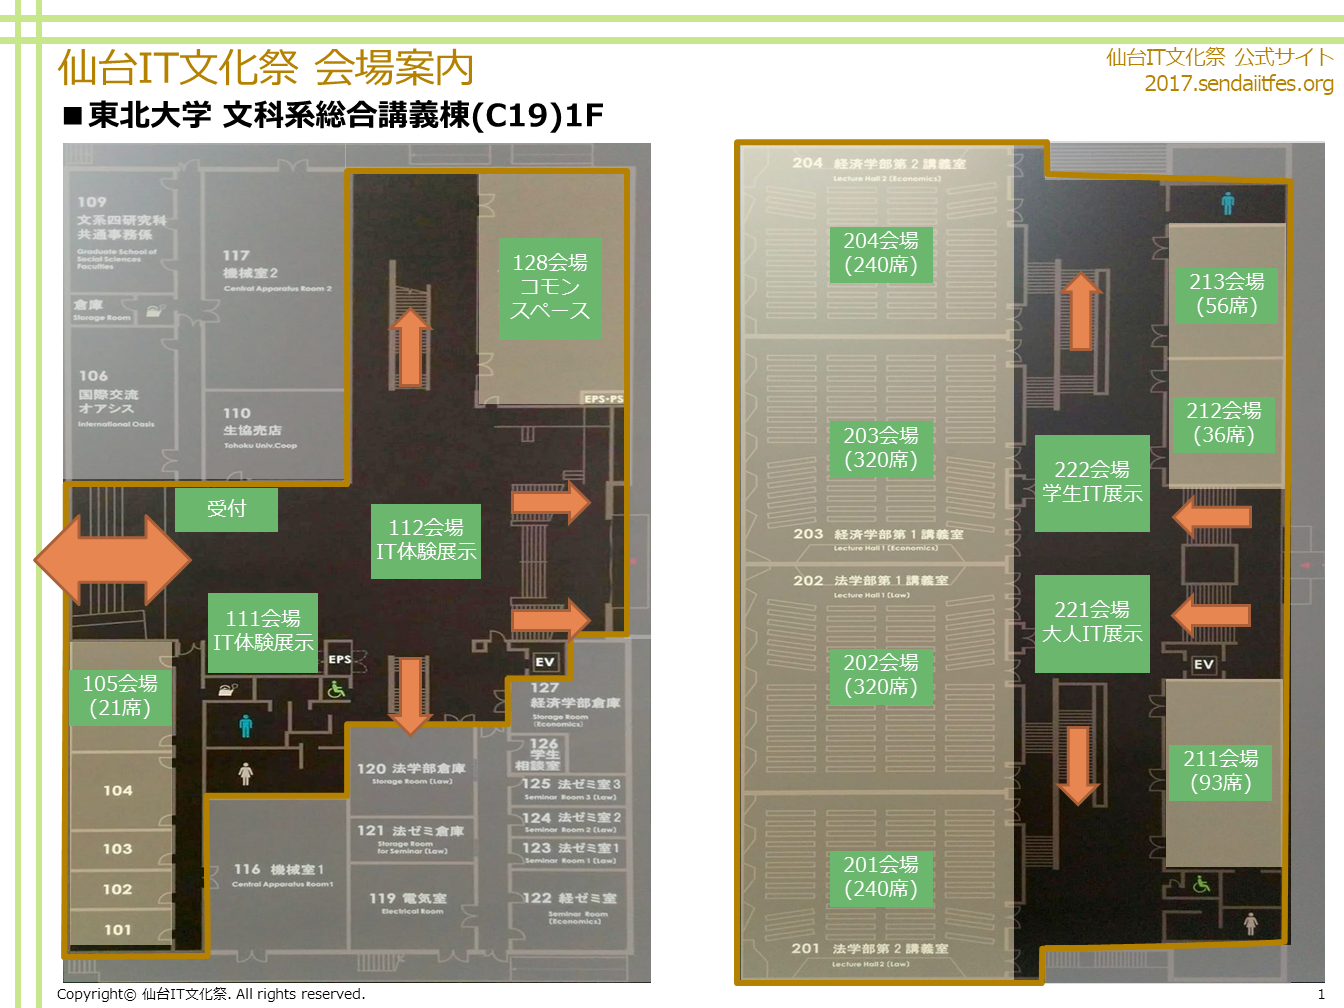 仙台IT文化祭 会場案内
仙台IT文化祭 公式サイト
2017.sendaiitfes.org
■東北大学 文科系総合講義棟(C19)1F
109
文系四研究科
共通事務係
Graduate School of
Social Sciences
Faculties
117
機械室2
Central Apparatus Room 2
倉庫
Storage Room
106
国際交流
オアシス
International Oasis
110
生協売店
Tohoku Univ.Coop
128会場
コモン
スペース
EPS•PS
受付
112会場
IT体験展示
111会場
IT体験展示
EPS
EV
105会場
(21席)
104
103
102
101
127
経済学部倉庫
Storage Room
(Economics)
126
学生
相談室
120 法学部倉庫
Storage Room (Law)
125 法ゼミ室3
Seminar Room 3 (Law)
124 法ゼミ室2
Seminar Room 2 (Law)
121 法ゼミ倉庫
Storage Room
for Seminar (Law)
123 法ゼミ室1
Seminar Room 1 (Law)
116 機械室1
Central Apparatus Room1
119 電気室
Electrical Room
122 経ゼミ室
Seminar Room
(Economics)
204 経済学部第2講義室
Lecture Hall 2 (Economics)
204会場
(240席)
213会場
(56席)
212会場
(36席)
203会場
(320席)
222会場
学生IT展示
203 経済学部第1講義室
Lecture Hall 1 (Economics)
202 法学部第1講義室
Lecture Hall 1 (Law)
221会場
大人IT展示
202会場
(320席)
EV
211会場
(93席)
201会場
(240席)
201 法学部第2講義室
Lecture Hall 2 (Law)
Copyright© 仙台IT文化祭. All rights reserved.
1